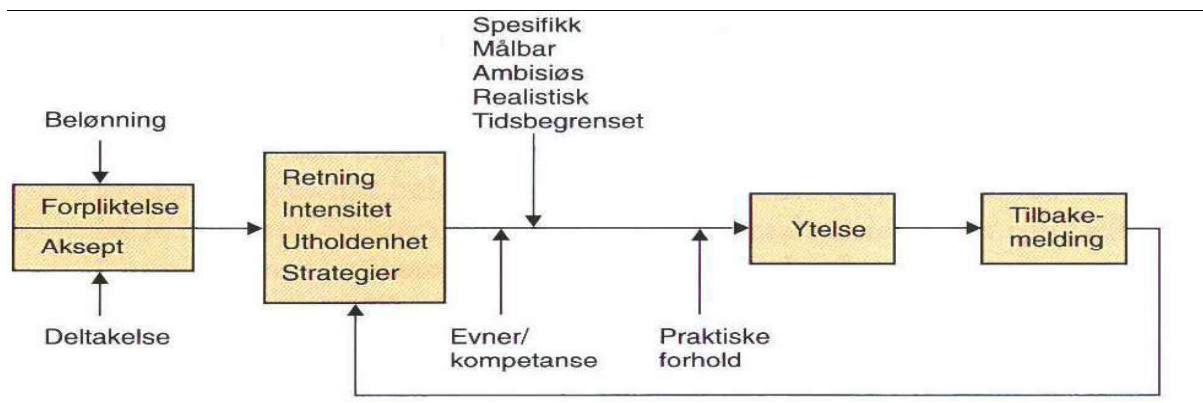 Spesifikk
Målbar
Ambisiøs
Realistisk
Tidsbegrenset
Belønning
Forpliktelse
Aksept
Deltakelse
Retning
Intensitet
Utholdenhet
Strategier
Evner/
kompetanse
Praktiske
forhold
Ytelse
Tilbake-
melding